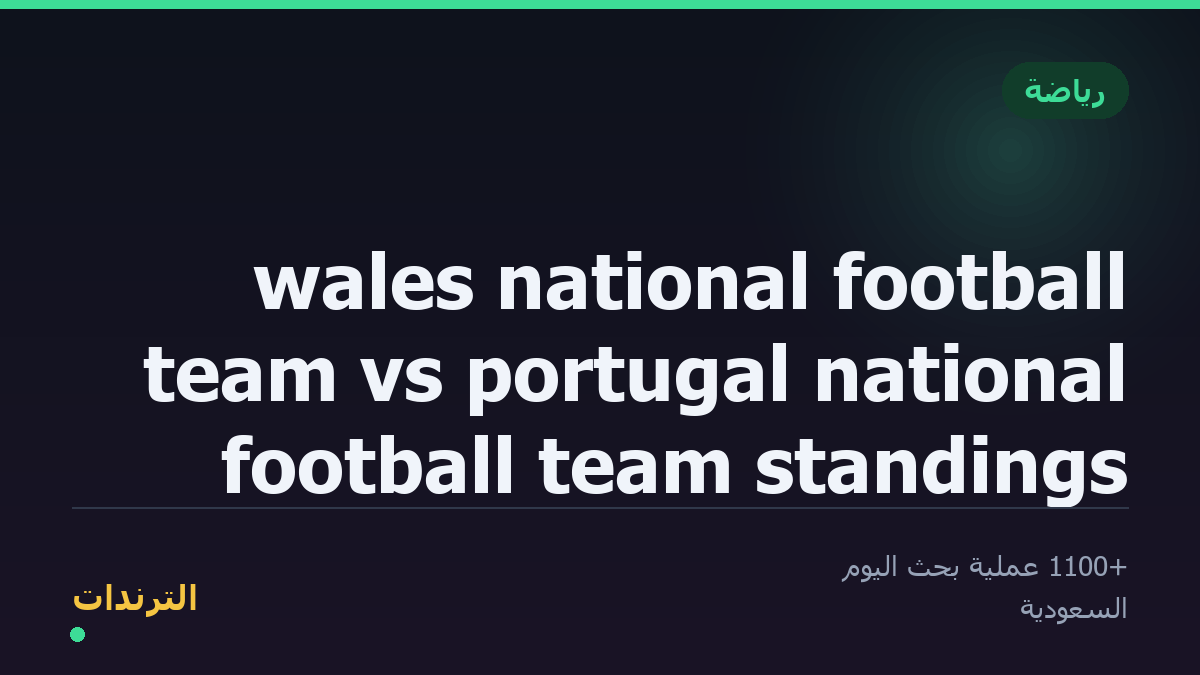 رياضة
wales national football
team vs portugal national
football team standings
+1100 عملية بحث اليوم
السعودية
الترندات